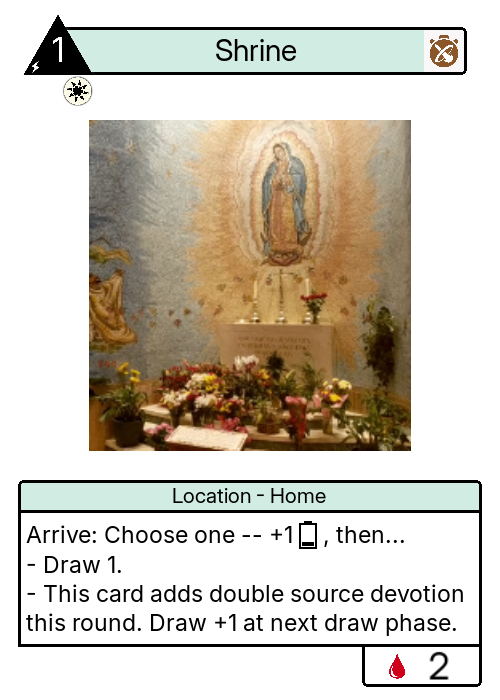 1
Shrine
Location - Home
Arrive: Choose one -- +1 , then...
- Draw 1.
- This card adds double source devotion
this round. Draw +1 at next draw phase.
2